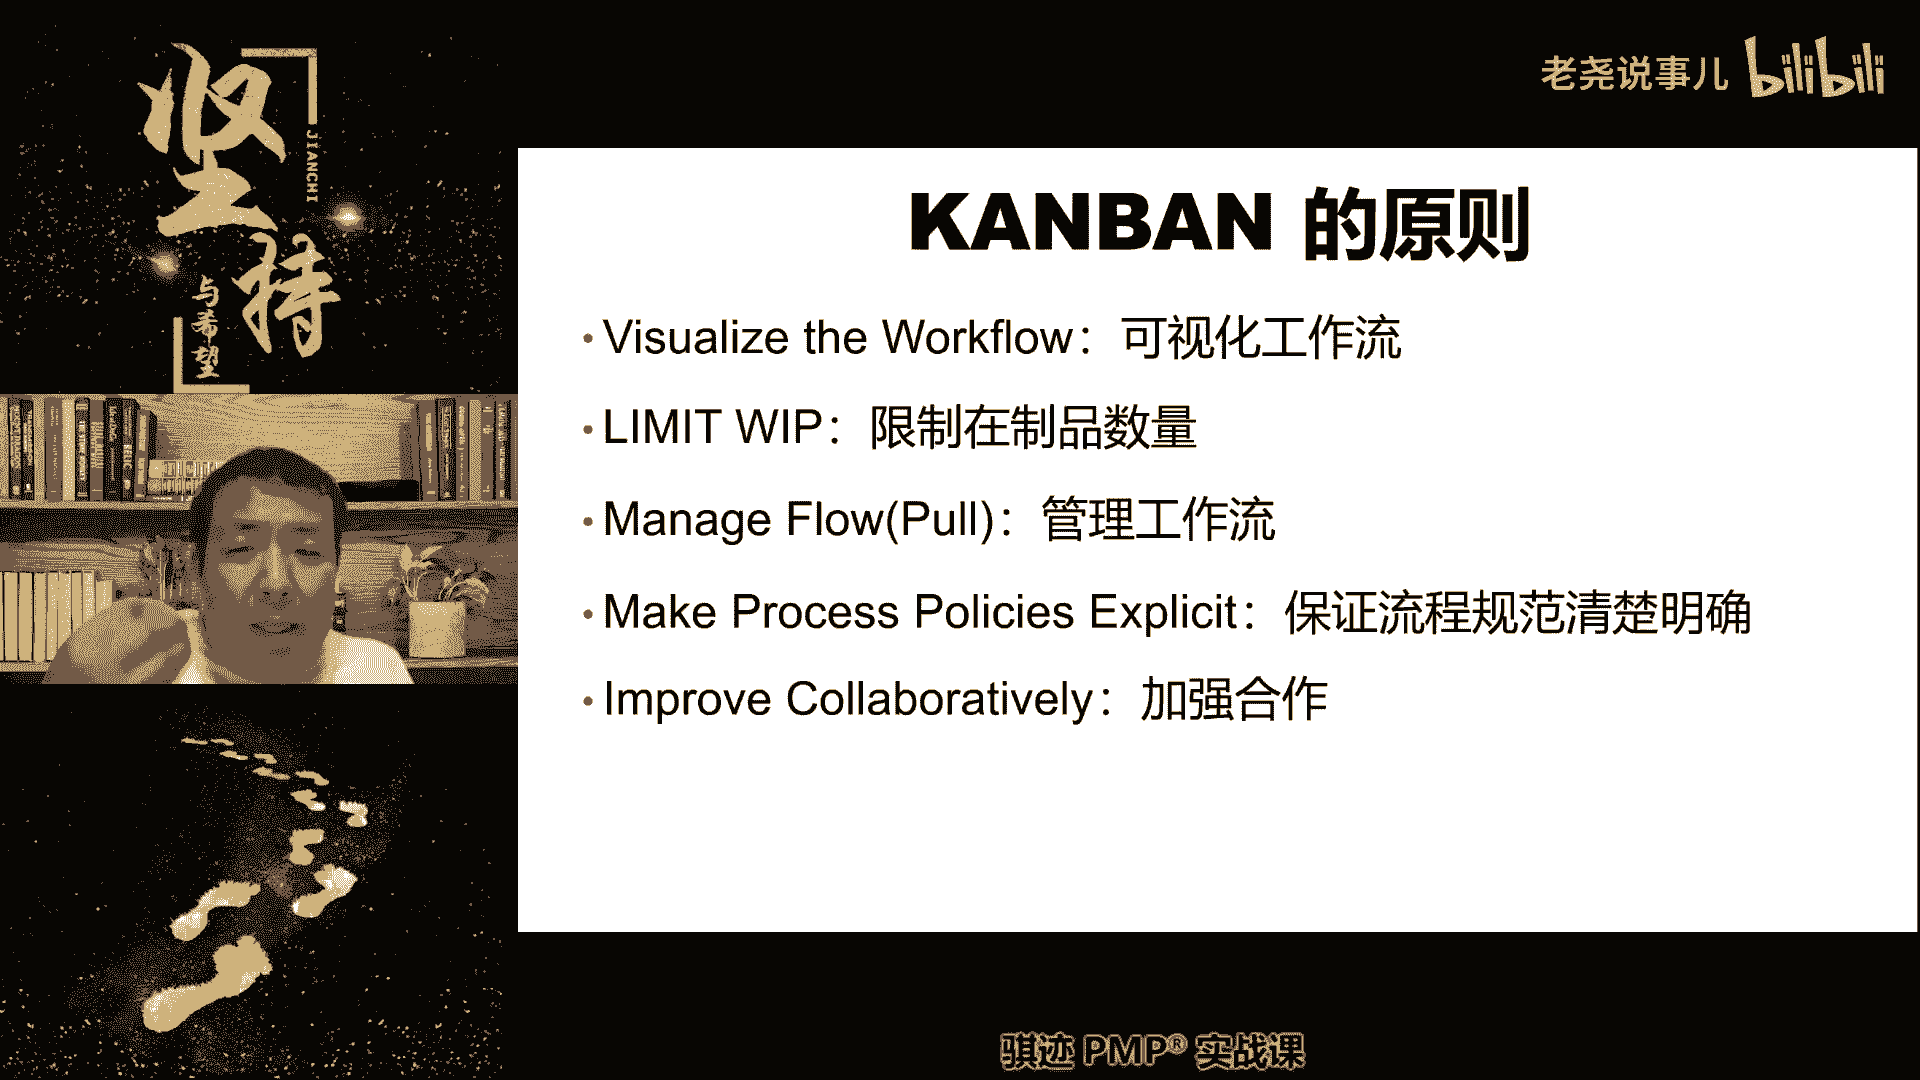 坚持
JIANCHI
与希望
老尧说事儿 bilibili
KANBAN 的原则
• Visualize the Workflow：可视化工作流
• LIMIT WIP：限制在制品数量
• Manage Flow(Pull)：管理工作流
• Make Process Policies Explicit：保证流程规范清楚明确
• Improve Collaboratively：加强合作
骐迹 PMP® 实战课